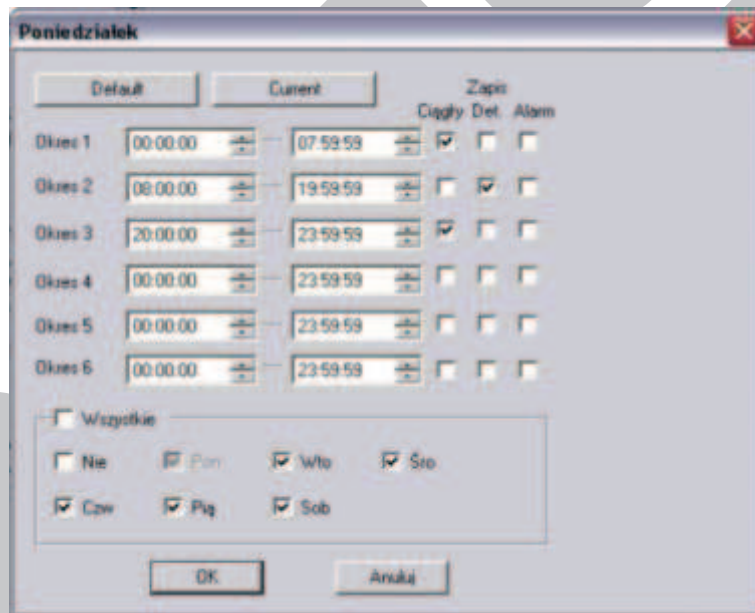 Poniedziałek
Default Current Zapis
Ciągły Det. Alarm
Okres 1 00:00:00 07:59:59
Okres 2 08:00:00 19:59:59
Okres 3 20:00:00 23:59:59
Okres 4 00:00:00 23:59:59
Okres 5 00:00:00 23:59:59
Okres 6 00:00:00 23:59:59
Wszystkie
Nie Pon Wto Śro
Czw Pią Sob
OK Anuluj